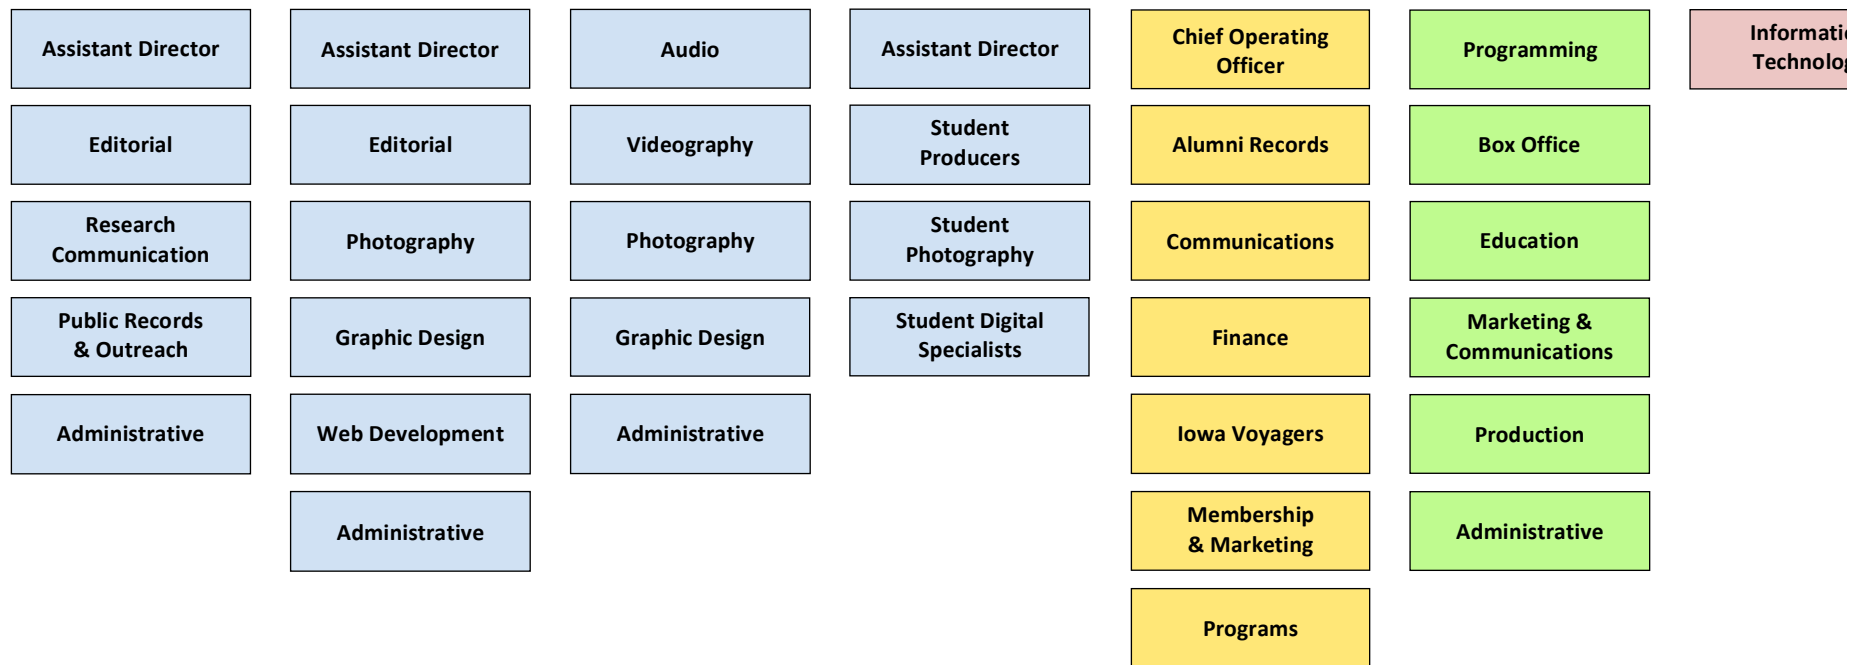 Assistant Director
Editorial
Research
Communication
Public Records
& Outreach
Administrative
Assistant Director
Editorial
Photography
Graphic Design
Web Development
Administrative
Audio
Videography
Photography
Graphic Design
Administrative
Assistant Director
Student
Producers
Student
Photography
Student Digital
Specialists
Chief Operating
Officer
Alumni Records
Communications
Finance
Iowa Voyagers
Membership
& Marketing
Programs
Programming
Box Office
Education
Marketing &
Communications
Production
Administrative